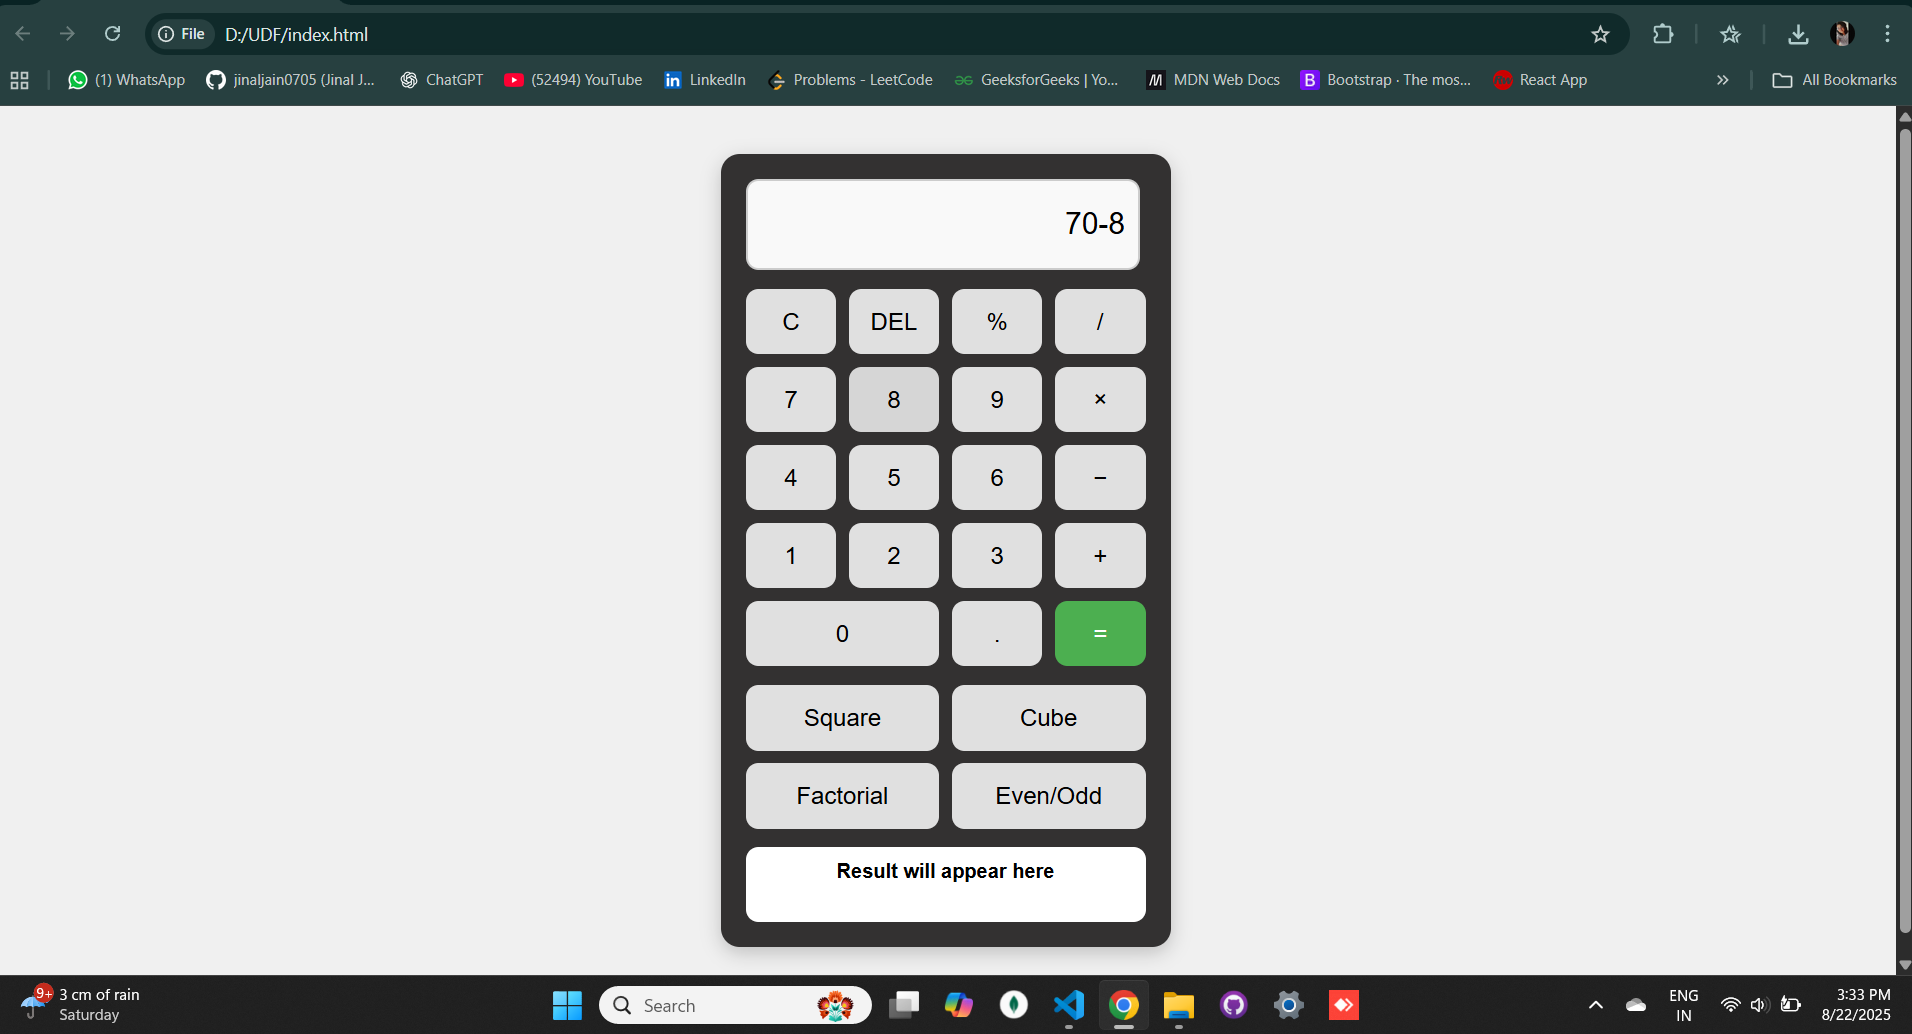 File D:/UDF/index.html
(1) WhatsApp jinaljain0705 (Jinal J... ChatGPT (52494) YouTube LinkedIn Problems - LeetCode GeeksforGeeks | Yo... MDN Web Docs Bootstrap · The mos... React App » All Bookmarks
70-8
C DEL % /
7 8 9 ×
4 5 6 −
1 2 3 +
0 . =
Square Cube
Factorial Even/Odd
Result will appear here
9+ 3 cm of rain
Saturday
Search
ENG
IN
3:33 PM
8/22/2025